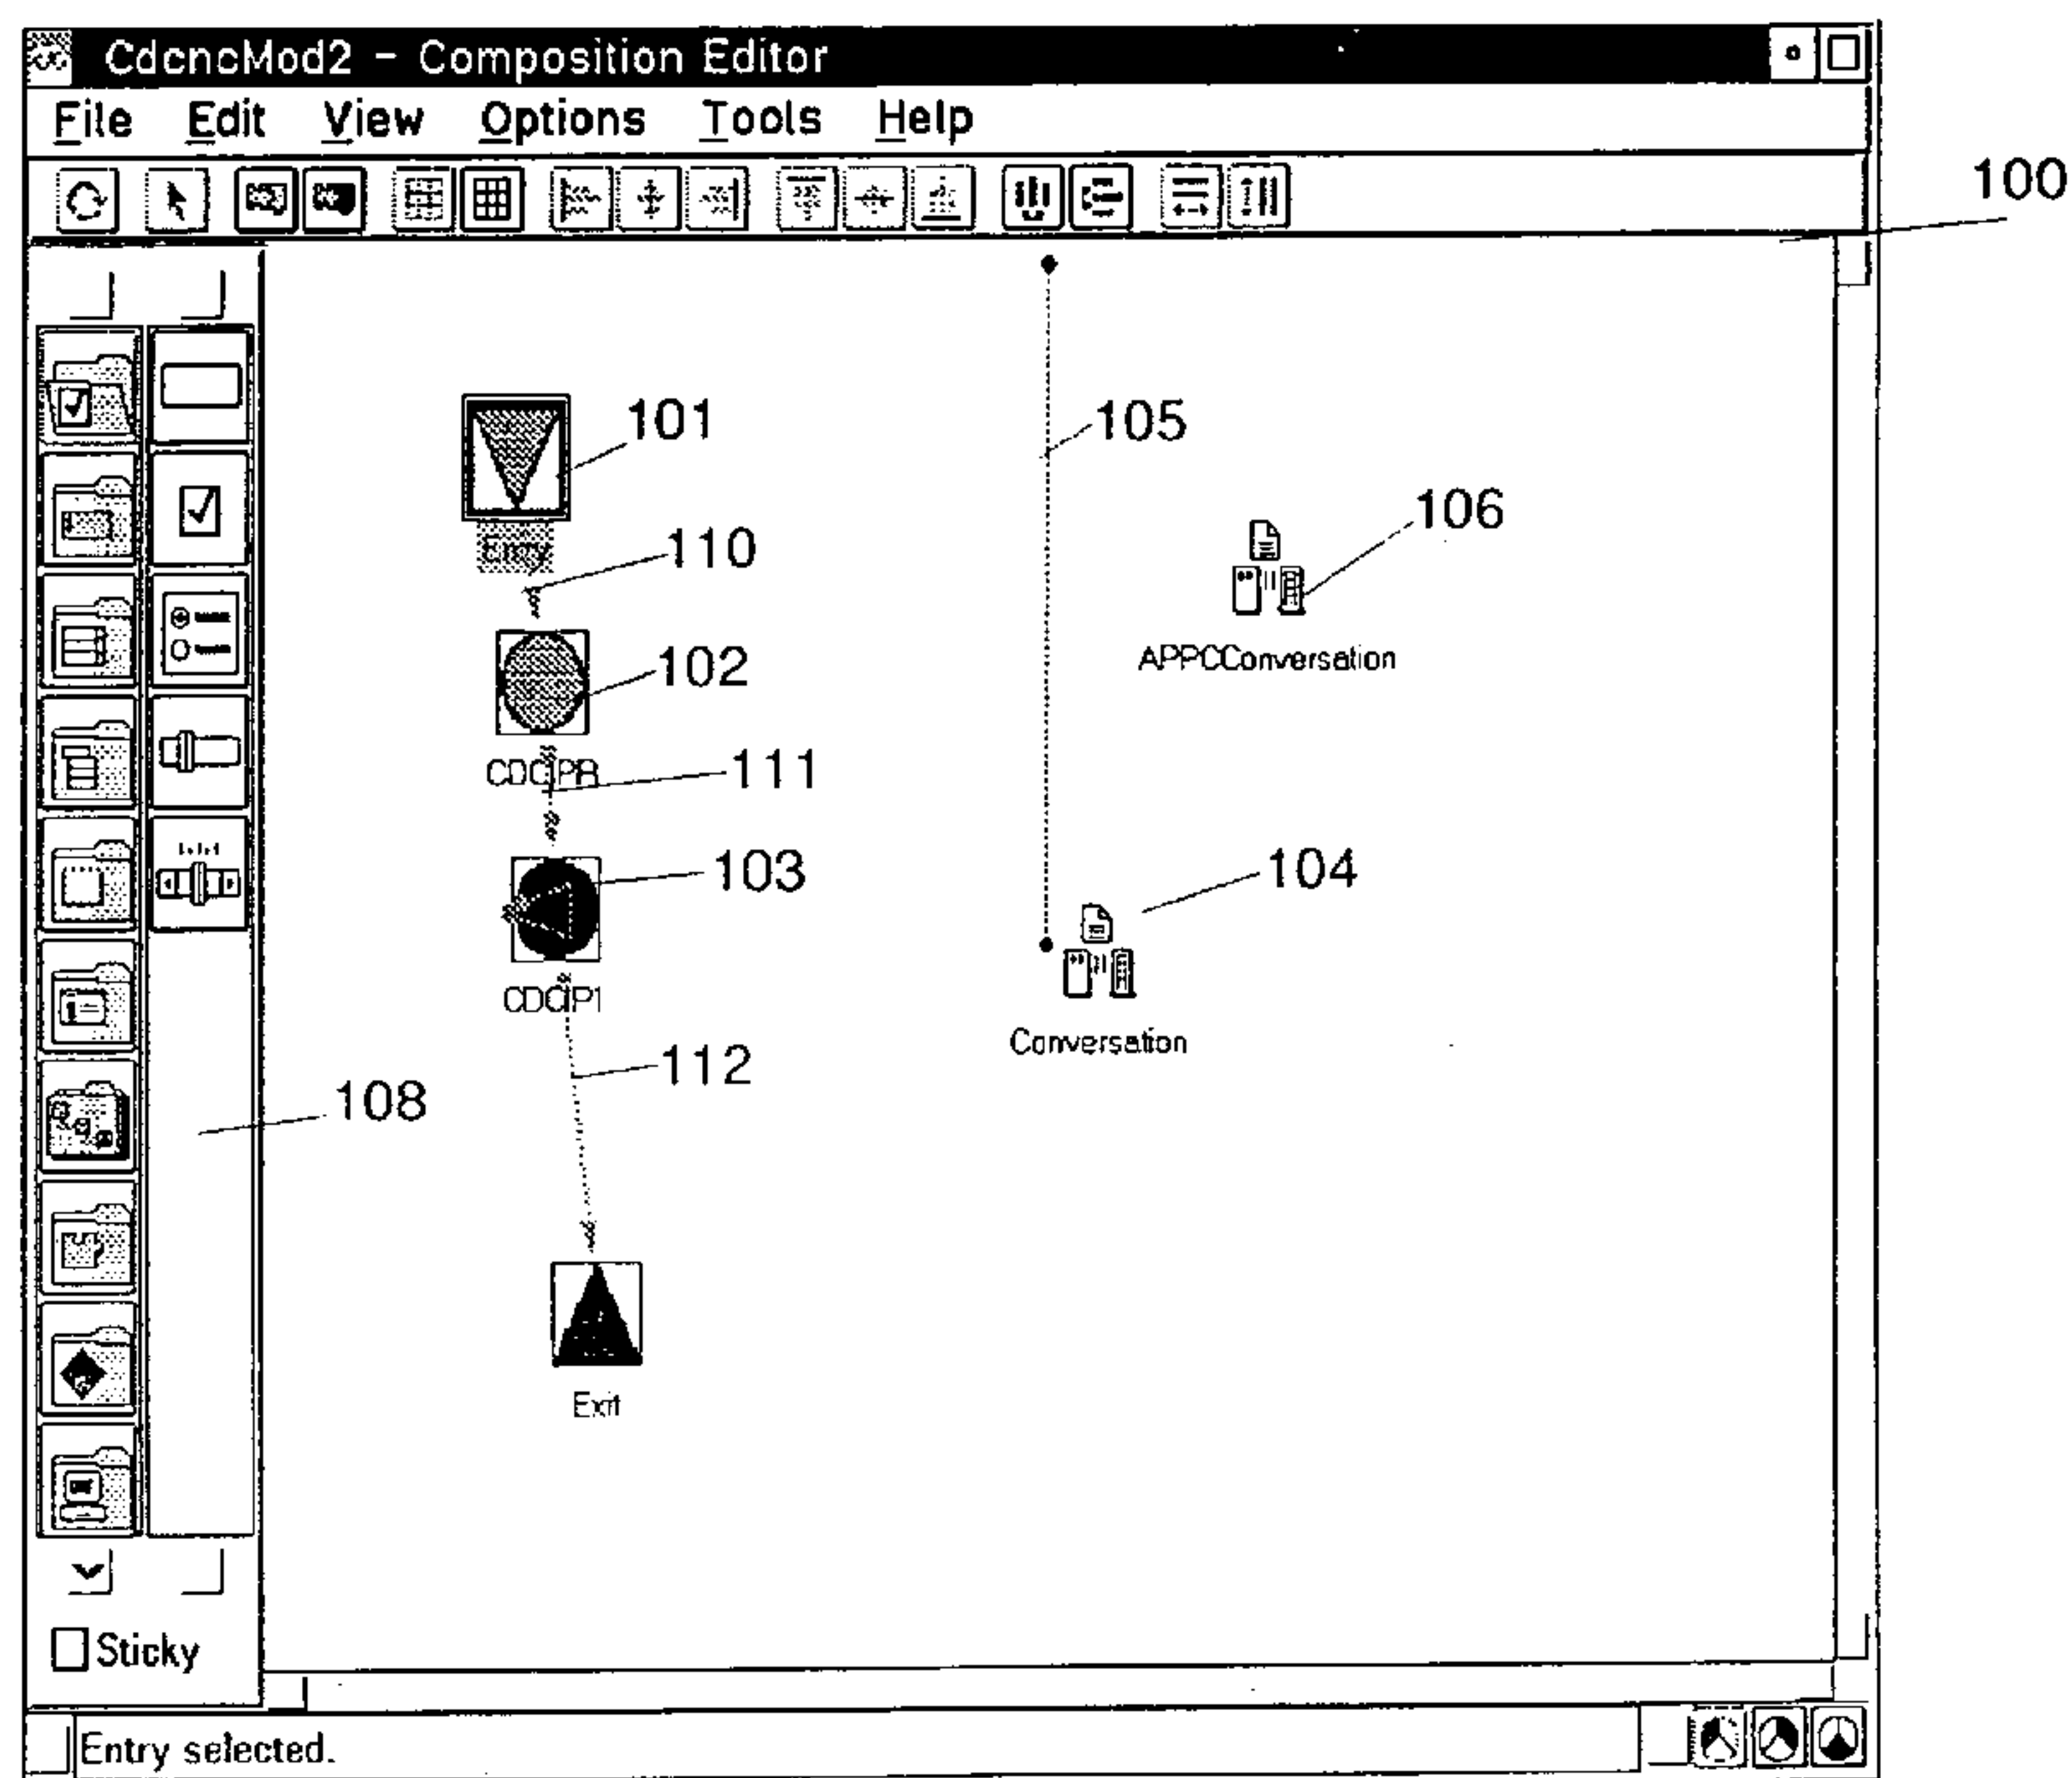 CdcncMod2 - Composition Editor
File Edit View Options Tools Help
100
101
105
Entry
110
106
APPCConversation
102
CDCIPR
111
103
104
CDCIP1
Conversation
112
108
Exit
Sticky
Entry selected.